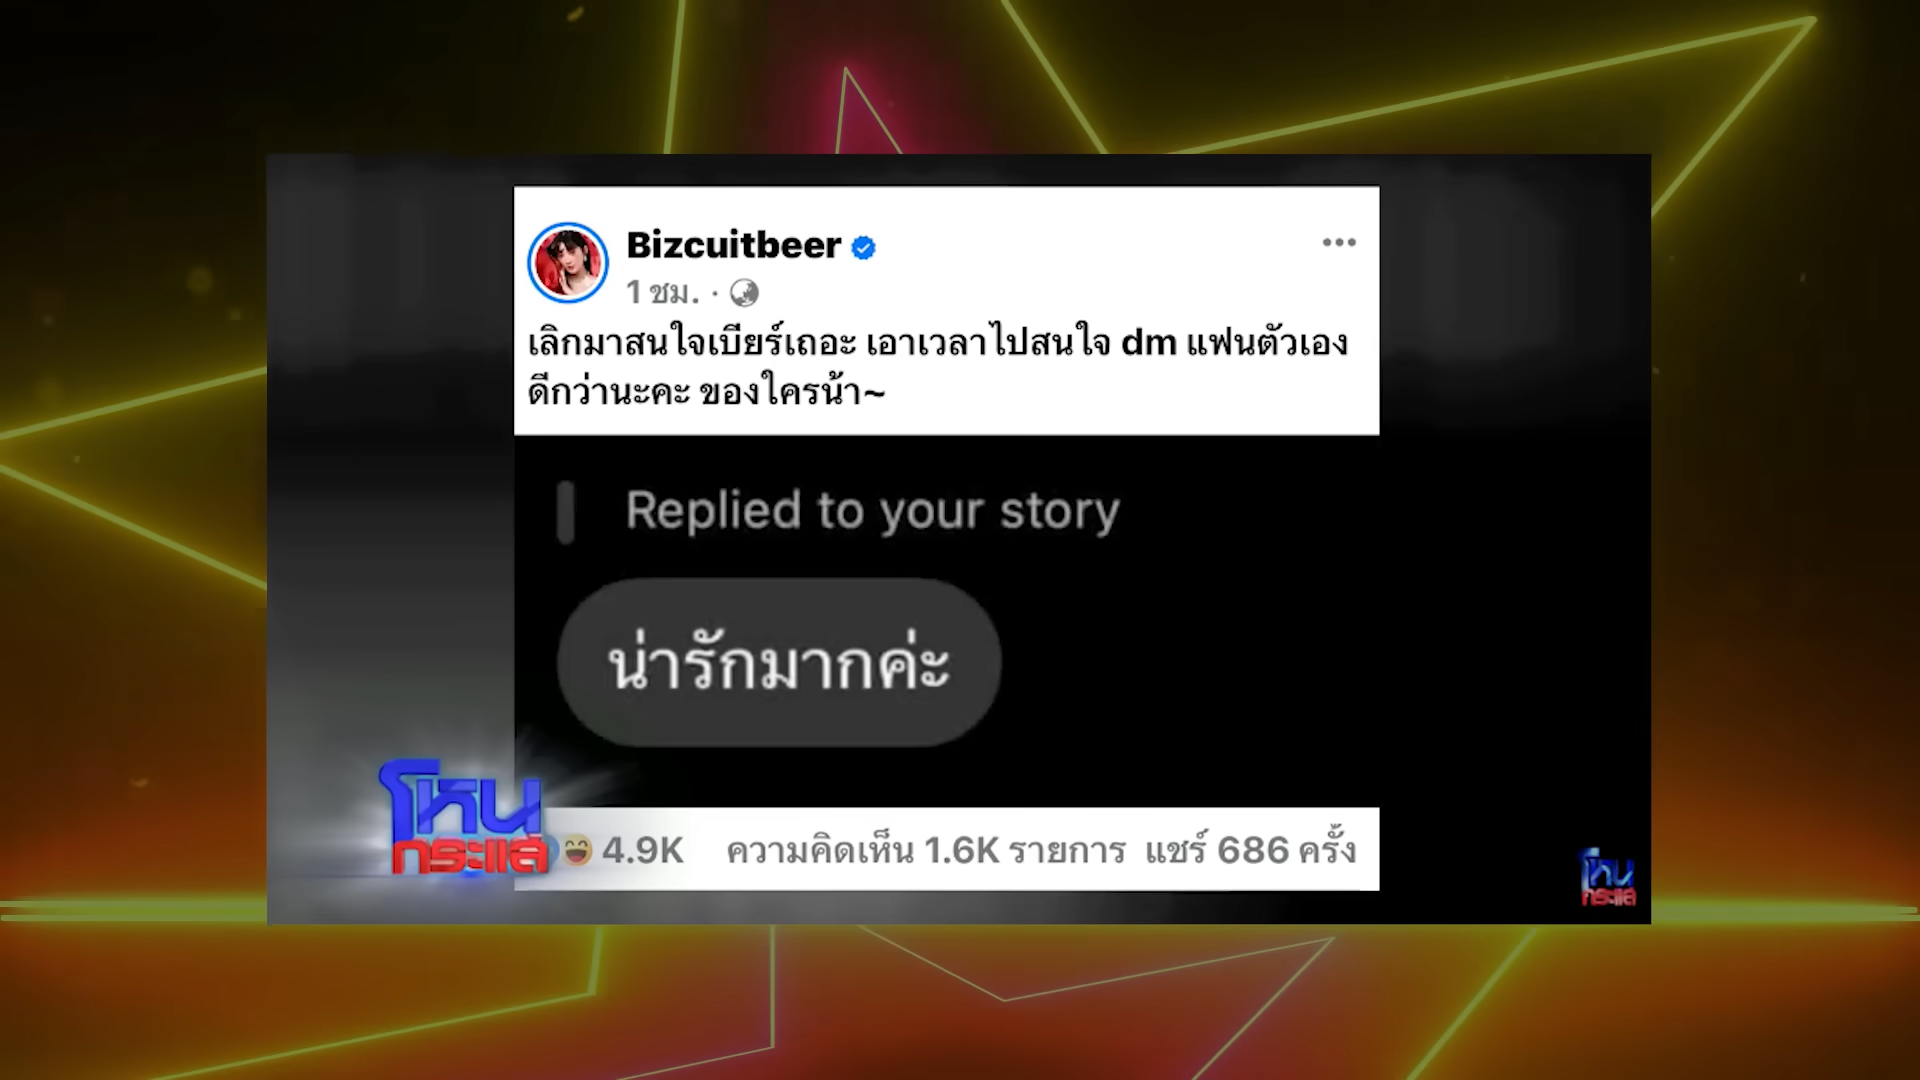 Bizcuitbeer
1 ชม. ·
เลิกมาสนใจเบียร์เถอะ เอาเวลาไปสนใจ dm แฟนตัวเอง
ดีกว่านะคะ ของใครน้า~
Replied to your story
น่ารักมากค่ะ
โหน
กระแส
4.9K ความคิดเห็น 1.6K รายการ แชร์ 686 ครั้ง
โหน
กระแส